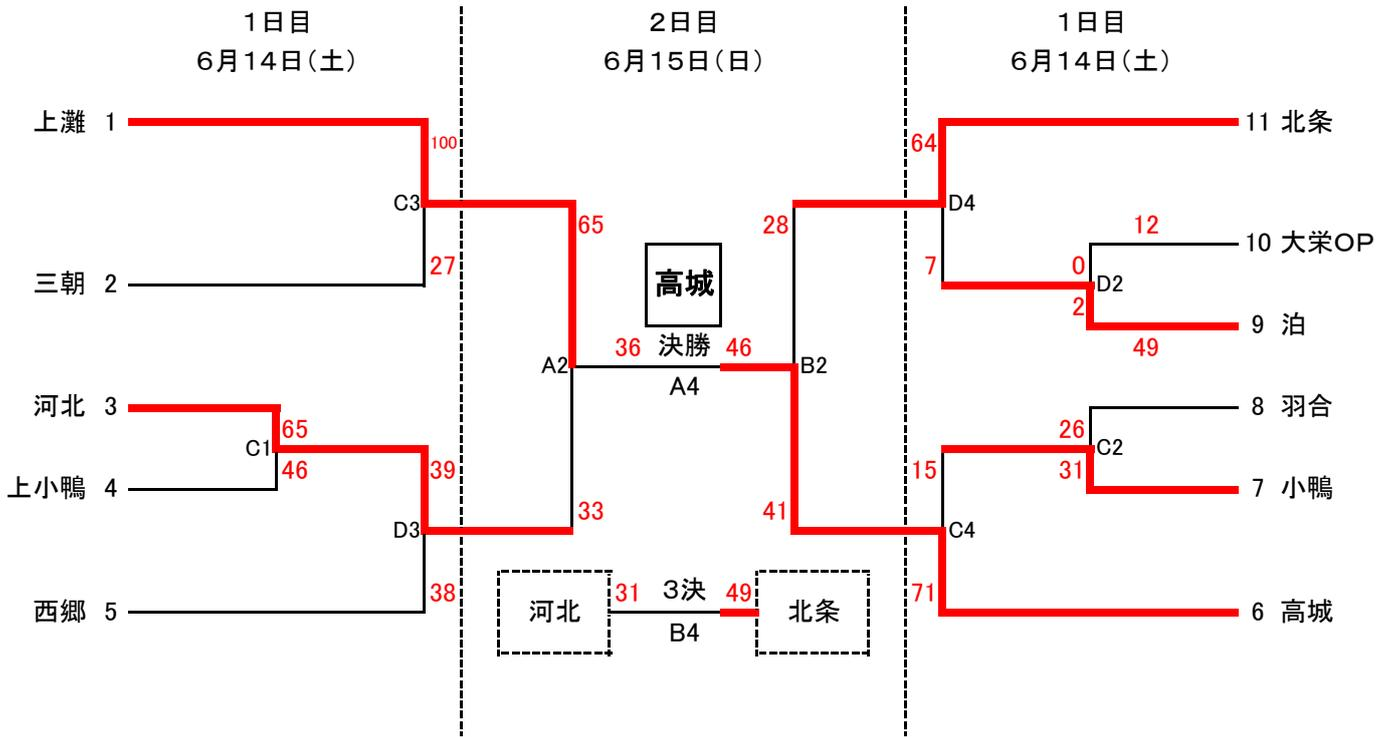 1日目
6月14日(土)
2日目
6月15日(日)
1日目
6月14日(土)
上灘 1
100
C3
27
三朝 2
河北 3
65
C1
46
上小鴨 4
39
D3
38
西郷 5
65
A2
33
高城
36 決勝 46
A4
28
B2
41
河北 31 3決 49 北条
B4
64
11 北条
D4
7
12
10 大栄OP
0
D2
2
9 泊
49
8 羽合
26
C2
31
7 小鴨
15
C4
71
6 高城